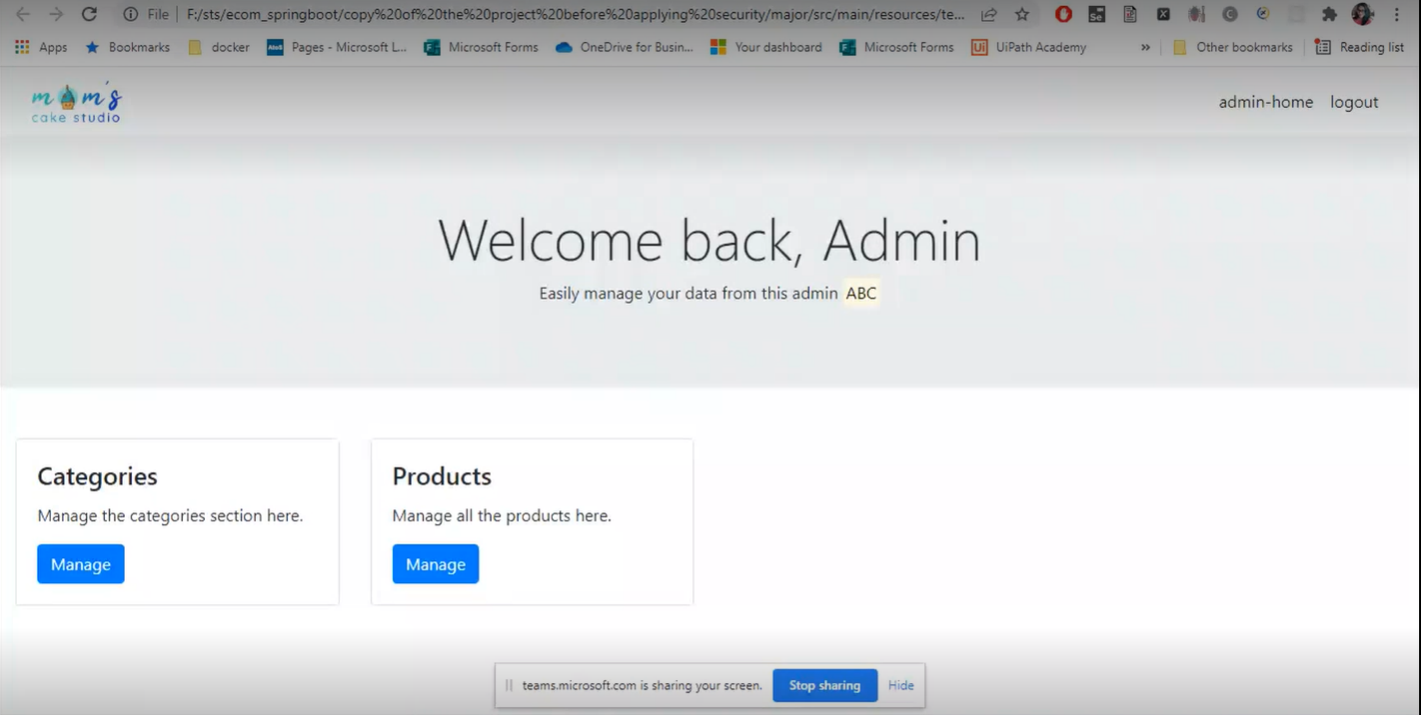 File F:/sts/ecom_springboot/copy%20of%20the%20project%20before%20applying%20security/major/src/main/resources/te...
Apps Bookmarks docker Pages - Microsoft L... Microsoft Forms OneDrive for Busin... Your dashboard Microsoft Forms UiPath Academy » Other bookmarks Reading list
mom's
cake studio
admin-home logout
Welcome back, Admin
Easily manage your data from this admin ABC
Categories
Manage the categories section here.
Manage
Products
Manage all the products here.
Manage
teams.microsoft.com is sharing your screen. Stop sharing Hide